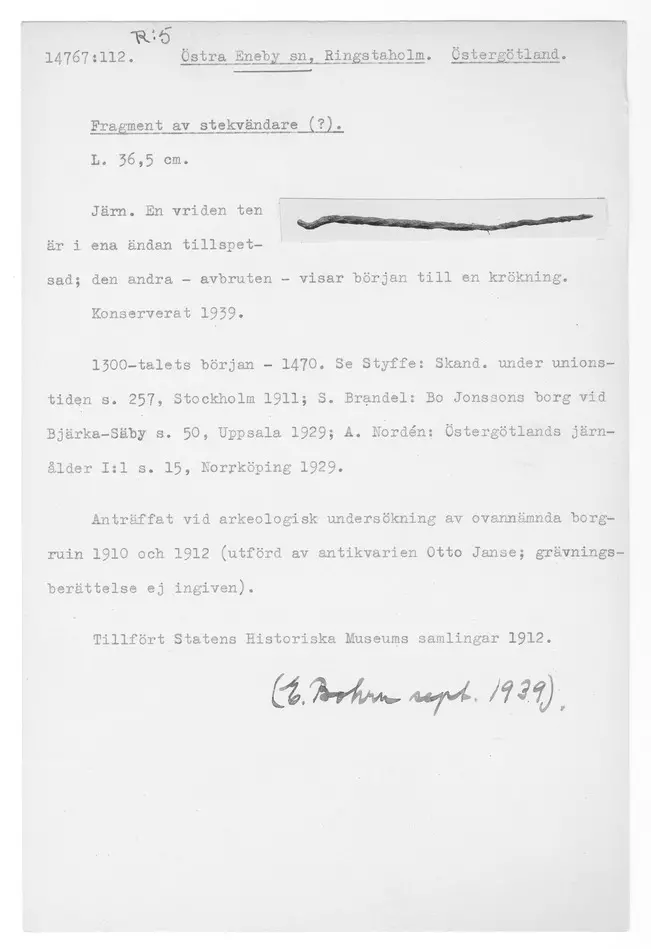 R:5
14767:112. Östra Eneby sn, Ringstaholm. Östergötland.
Fragment av stekvändare (?).
L. 36,5 cm.
Järn. En vriden ten
är i ena ändan tillspet-
sad; den andra - avbruten - visar början till en krökning.
Konserverat 1939.
1300-talets början - 1470. Se Styffe: Skand. under unions-
tiden s. 257, Stockholm 1911; S. Brandel: Bo Jonssons borg vid
Bjärka-Säby s. 50, Uppsala 1929; A. Nordén: Östergötlands järn-
ålder I:1 s. 15, Norrköping 1929.
Anträffat vid arkeologisk undersökning av ovannämnda borg-
ruin 1910 och 1912 (utförd av antikvarien Otto Janse; grävnings-
berättelse ej ingiven).
Tillfört Statens Historiska Museums samlingar 1912.
(E. Bohrn sept. 1939).